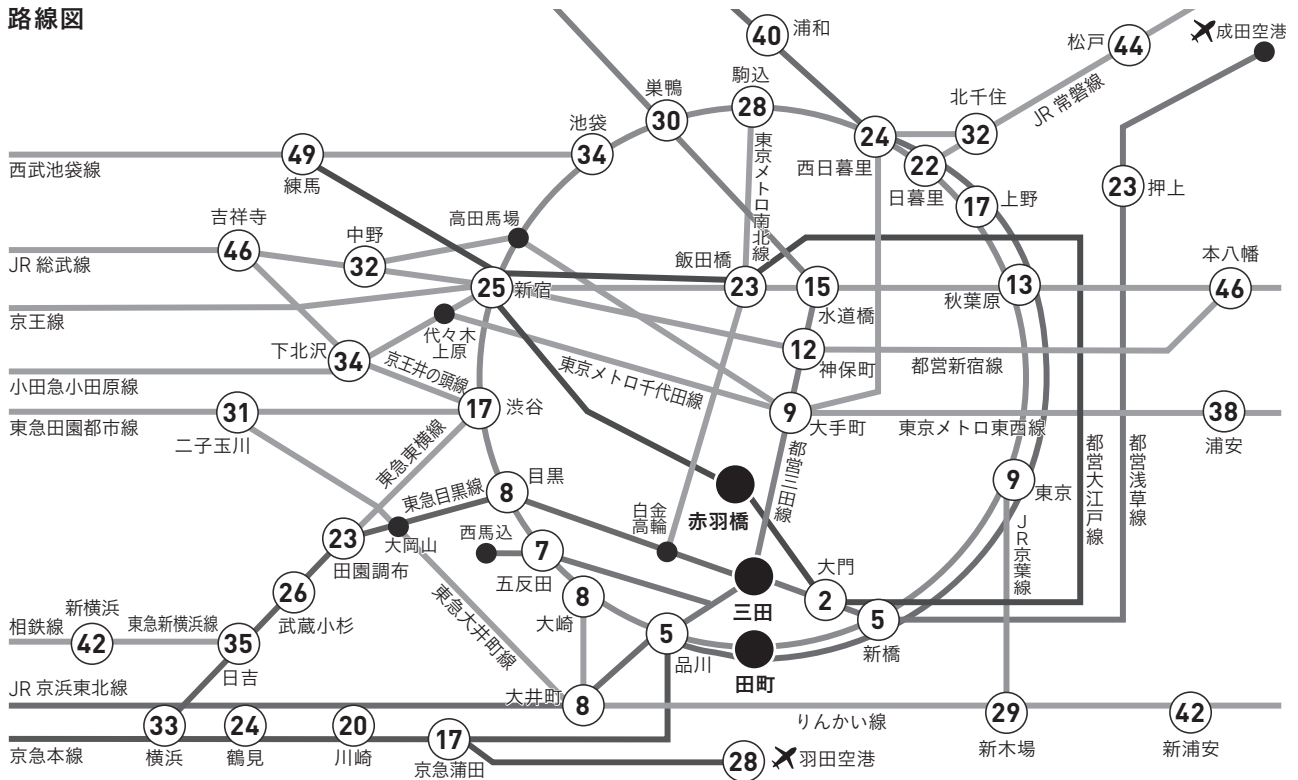 路線図
40
浦和
松戸
44
成田空港
駒込
28
巣鴨
30
北千住
32
JR 常磐線
池袋
34
24
西日暮里
22
日暮里
49
練馬
西武池袋線
東京メトロ南北線
17
上野
23
押上
吉祥寺
46
中野
32
高田馬場
飯田橋
23
15
水道橋
13
秋葉原
本八幡
46
JR 総武線
25
新宿
京王線
代々木
上原
12
神保町
都営新宿線
下北沢
34
京王井の頭線
東京メトロ千代田線
小田急小田原線
31
二子玉川
17
渋谷
9
大手町
東京メトロ東西線
38
浦安
東急田園都市線
東急東横線
都営三田線
都営大江戸線
都営浅草線
8
目黒
東急目黒線
赤羽橋
9
東京
JR京葉線
白金
高輪
西馬込
23
田園調布
大岡山
7
五反田
三田
大門
2
26
武蔵小杉
8
大崎
東急大井町線
5
品川
田町
5
新橋
新横浜
42
東急新横浜線
相鉄線
35
日吉
JR 京浜東北線
大井町
8
りんかい線
29
新木場
42
新浦安
33
横浜
24
鶴見
20
川崎
17
京急蒲田
京急本線
28
羽田空港